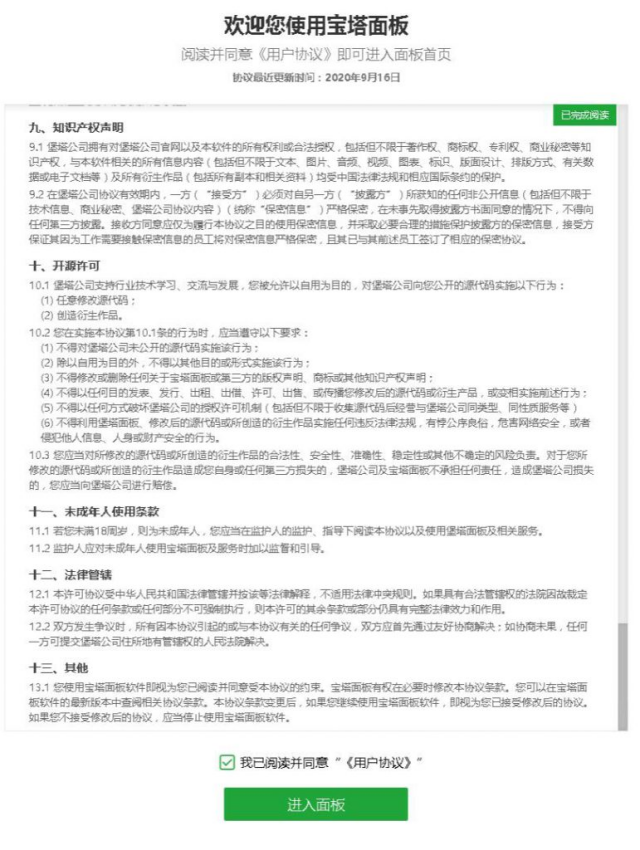 欢迎您使用宝塔面板
阅读并同意《用户协议》即可进入面板首页
协议最近更新时间：2020年9月16日
已完成阅读
九、知识产权声明
9.1 堡塔公司拥有对堡塔公司官网以及本软件的所有权利或合法授权，包括但不限于著作权、商标权、专利权、商业秘密等知
识产权，与本软件相关的所有信息内容（包括但不限于文本、图片、音频、视频、图表、标识、版面设计、排版方式、有关数
据或电子文档等）及所有衍生作品（包括所有副本和相关资料）均受中国法律法规和相应国际条约的保护。
9.2 在堡塔公司协议有效期内，一方（“接受方”）必须对自另一方（“披露方”）所获知的任何非公开信息（包括但不限于
技术信息、商业秘密、堡塔公司协议内容）（统称“保密信息”）严格保密，在未事先取得披露方书面同意的情况下，不得向
任何第三方披露。接收方同意应仅为履行本协议之目的使用保密信息，并采取必要合理的措施保护披露方的保密信息，接受方
保证其因为工作需要接触保密信息的员工将对保密信息严格保密，且其已与其前述员工签订了相应的保密协议。
十、开源许可
10.1 堡塔公司支持行业技术学习、交流与发展，您被允许以自用为目的，对堡塔公司向您公开的源代码实施以下行为：
(1) 任意修改源代码；
(2) 创造衍生作品。
10.2 您在实施本协议第10.1条的行为时，应当遵守以下要求：
(1) 不得对堡塔公司未公开的源代码实施该行为；
(2) 除以自用为目的外，不得以其他目的或形式实施该行为；
(3) 不得修改或删除任何关于宝塔面板或第三方的版权声明、商标或其他知识产权声明；
(4) 不得以任何目的发表、发行、出租、出借、许可、出售、或传播您修改后的源代码或衍生产品，或变相实施前述行为；
(5) 不得以任何方式破坏堡塔公司的授权许可机制（包括但不限于收集源代码后经营与堡塔公司同类型、同性质服务等）
(6) 不得利用堡塔面板、修改后的源代码或所创造的衍生作品实施任何违反法律法规，有悖公序良俗，危害网络安全，或者
侵犯他人信息、人身或财产安全的行为。
10.3 您应当对所修改的源代码或所创造的衍生作品的合法性、安全性、准确性、稳定性或其他不确定的风险负责。对于您所
修改的源代码或所创造的衍生作品造成您自身或任何第三方损失的，堡塔公司及宝塔面板不承担任何责任，造成堡塔公司损失
的，您应当向堡塔公司进行赔偿。
十一、未成年人使用条款
11.1 若您未满18周岁，则为未成年人，您应当在监护人的监护、指导下阅读本协议以及使用堡塔面板及相关服务。
11.2 监护人应对未成年人使用宝塔面板及服务时加以监督和引导。
十二、法律管辖
12.1 本许可协议受中华人民共和国法律管辖并按该等法律解释，不适用法律冲突规则。如果具有合法管辖权的法院因故裁定
本许可协议的任何条款或任何部分不可强制执行，则本许可的其余条款或部分仍具有完整法律效力和作用。
12.2 双方发生争议时，所有因本协议引起的或与本协议有关的任何争议，双方应首先通过友好协商解决；如协商未果，任何
一方可提交堡塔公司住所地有管辖权的人民法院解决。
十三、其他
13.1 您使用宝塔面板软件即视为您已阅读并同意受本协议的约束。宝塔面板有权在必要时修改本协议条款。您可以在宝塔面
板软件的最新版本中查阅相关协议条款。本协议条款变更后，如果您继续使用宝塔面板软件，即视为您已接受修改后的协议。
如果您不接受修改后的协议，应当停止使用宝塔面板软件。
我已阅读并同意“《用户协议》”
进入面板